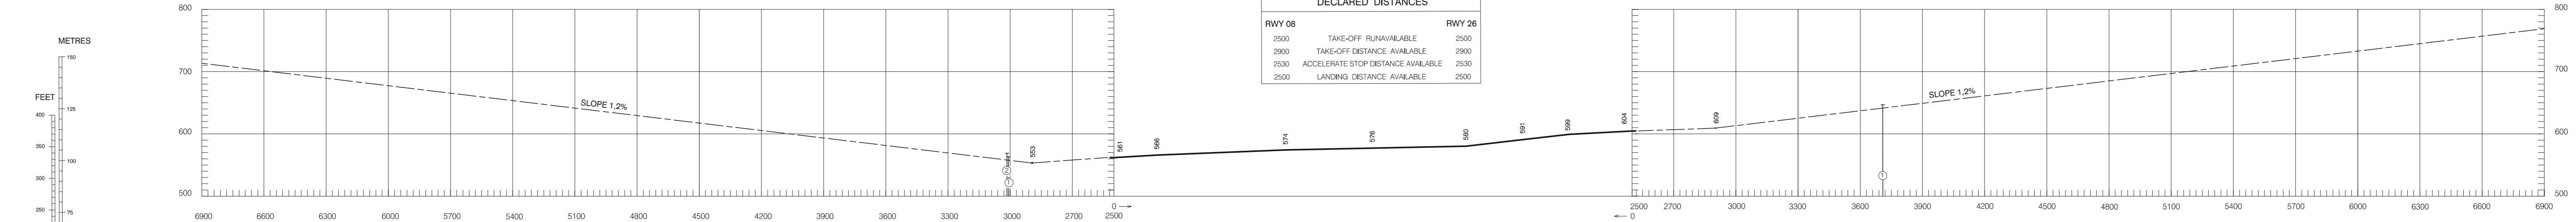 DECLARED DISTANCES
RWY 08 RWY 26
2500 TAKE-OFF RUNAVAILABLE 2500
2900 TAKE-OFF DISTANCE AVAILABLE 2900
2530 ACCELERATE STOP DISTANCE AVAILABLE 2530
2500 LANDING DISTANCE AVAILABLE 2500
METRES
150
125
100
75
FEET
400
350
300
250
800
700
600
500
SLOPE 1,2%
2
1
553
561
566
574
576
580
591
599
604
609
SLOPE 1,2%
1
800
700
600
500
6900 6600 6300 6000 5700 5400 5100 4800 4500 4200 3900 3600 3300 3000 2700 2500
0 →
← 0
2500 2700 3000 3300 3600 3900 4200 4500 4800 5100 5400 5700 6000 6300 6600 6900